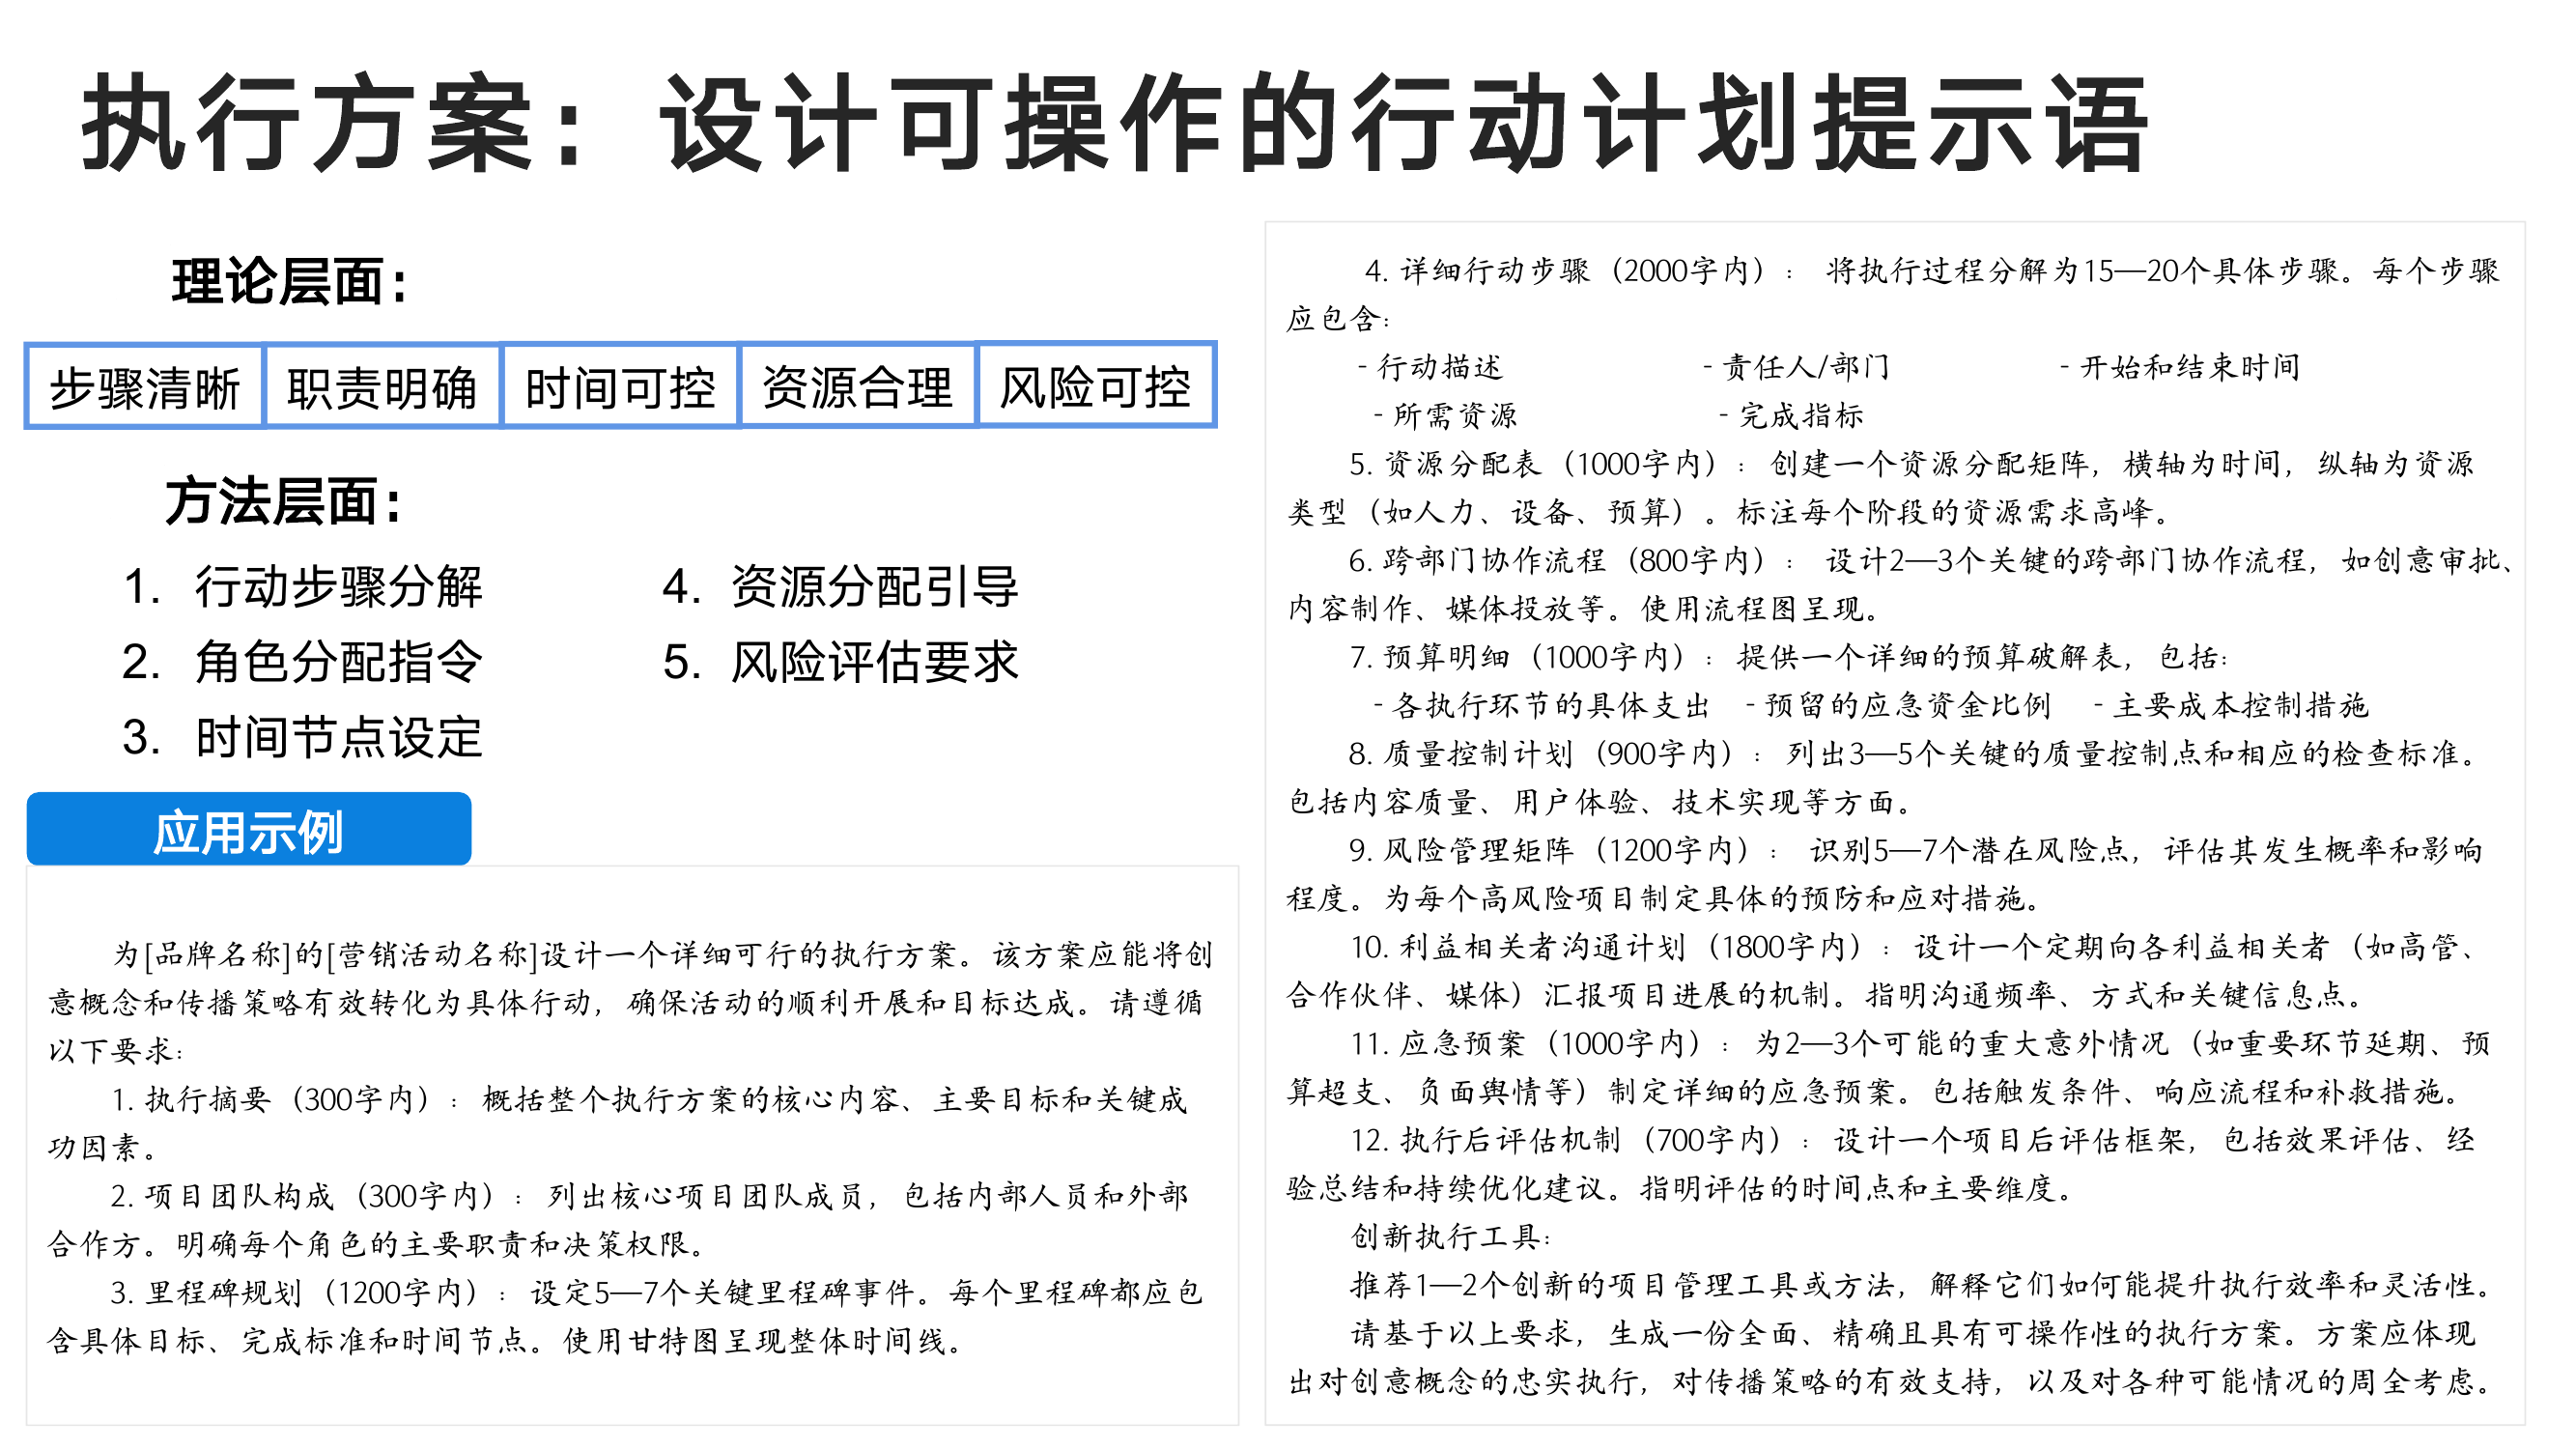 执行方案：设计可操作的行动计划提示语
理论层面：
步骤清晰 职责明确 时间可控 资源合理 风险可控
方法层面：
1. 行动步骤分解
2. 角色分配指令
3. 时间节点设定
4. 资源分配引导
5. 风险评估要求
应用示例
为[品牌名称]的[营销活动名称]设计一个详细可行的执行方案。该方案应能将创
意概念和传播策略有效转化为具体行动，确保活动的顺利开展和目标达成。请遵循
以下要求：
1. 执行摘要（300字内）：概括整个执行方案的核心内容、主要目标和关键成
功因素。
2. 项目团队构成（300字内）：列出核心项目团队成员，包括内部人员和外部
合作方。明确每个角色的主要职责和决策权限。
3. 里程碑规划（1200字内）：设定5—7个关键里程碑事件。每个里程碑都应包
含具体目标、完成标准和时间节点。使用甘特图呈现整体时间线。
4. 详细行动步骤（2000字内）： 将执行过程分解为15—20个具体步骤。每个步骤
应包含：
- 行动描述 - 责任人/部门 - 开始和结束时间
- 所需资源 - 完成指标
5. 资源分配表（1000字内）：创建一个资源分配矩阵，横轴为时间，纵轴为资源
类型（如人力、设备、预算）。标注每个阶段的资源需求高峰。
6. 跨部门协作流程（800字内）： 设计2—3个关键的跨部门协作流程，如创意审批、
内容制作、媒体投放等。使用流程图呈现。
7. 预算明细（1000字内）：提供一个详细的预算破解表，包括：
- 各执行环节的具体支出 - 预留的应急资金比例 - 主要成本控制措施
8. 质量控制计划（900字内）：列出3—5个关键的质量控制点和相应的检查标准。
包括内容质量、用户体验、技术实现等方面。
9. 风险管理矩阵（1200字内）： 识别5—7个潜在风险点，评估其发生概率和影响
程度。为每个高风险项目制定具体的预防和应对措施。
10. 利益相关者沟通计划（1800字内）：设计一个定期向各利益相关者（如高管、
合作伙伴、媒体）汇报项目进展的机制。指明沟通频率、方式和关键信息点。
11. 应急预案（1000字内）：为2—3个可能的重大意外情况（如重要环节延期、预
算超支、负面舆情等）制定详细的应急预案。包括触发条件、响应流程和补救措施。
12. 执行后评估机制（700字内）：设计一个项目后评估框架，包括效果评估、经
验总结和持续优化建议。指明评估的时间点和主要维度。
创新执行工具：
推荐1—2个创新的项目管理工具或方法，解释它们如何能提升执行效率和灵活性。
请基于以上要求，生成一份全面、精确且具有可操作性的执行方案。方案应体现
出对创意概念的忠实执行，对传播策略的有效支持，以及对各种可能情况的周全考虑。